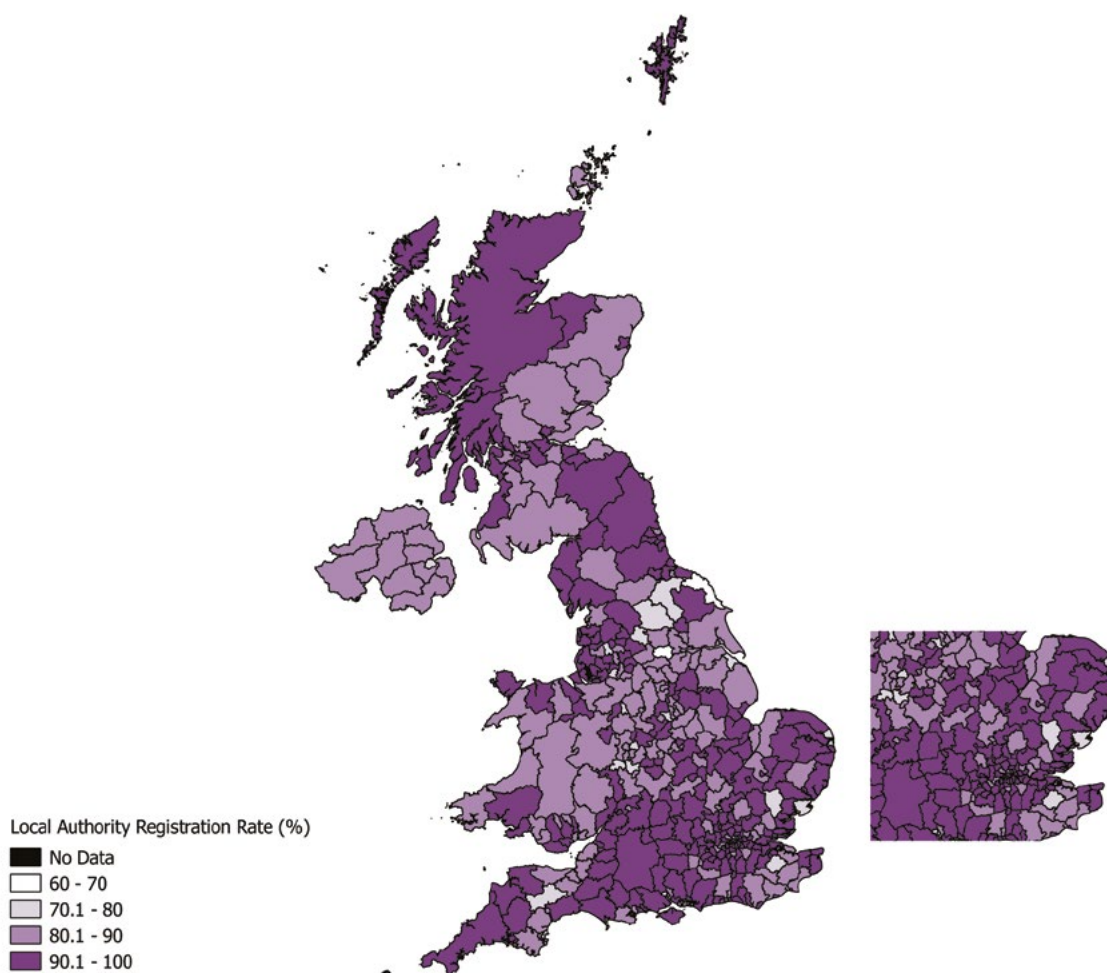 Local Authority Registration Rate (%)
No Data
60 - 70
70.1 - 80
80.1 - 90
90.1 - 100